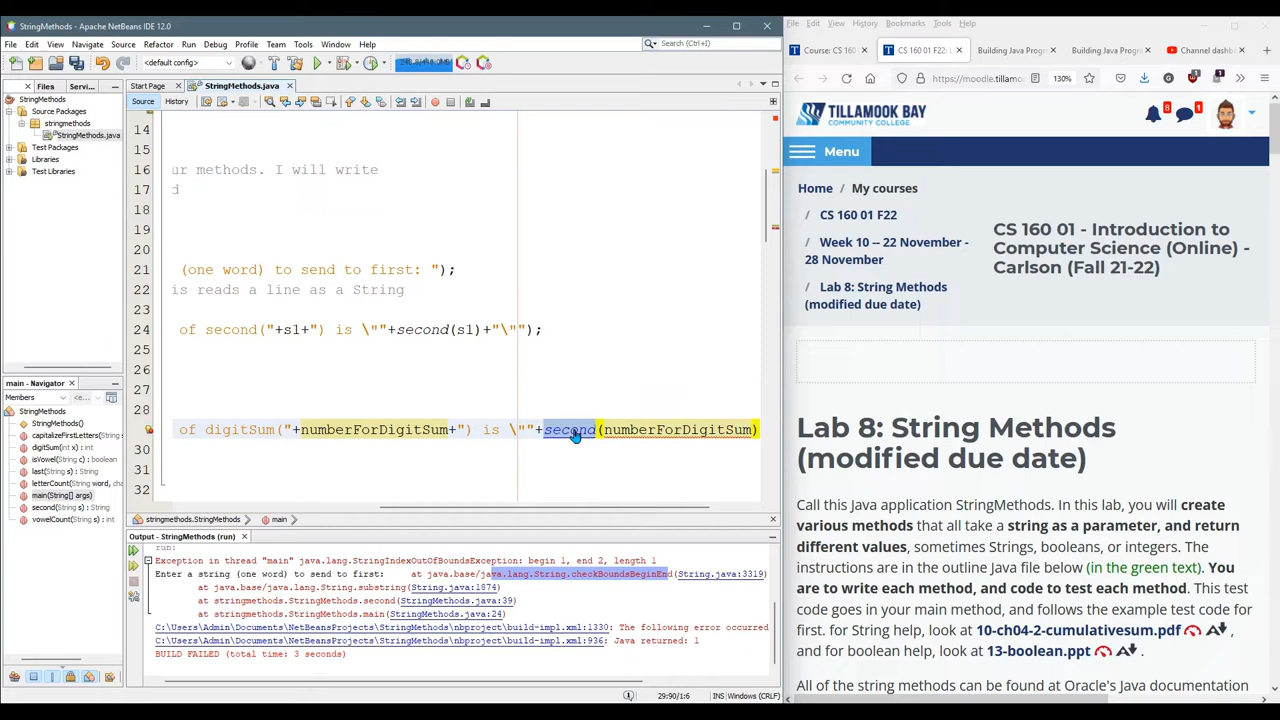 StringMethods - Apache NetBeans IDE 12.0
File Edit View Navigate Source Refactor Run Debug Profile Team Tools Window Help
Search (Ctrl+I)
<default config>
Files Servi...
StringMethods
Source Packages
stringmethods
StringMethods.java
Test Packages
Libraries
Test Libraries
main - Navigator
Members
StringMethods
StringMethods()
capitalizeFirstLetters(String
digitSum(int x)
isVowel(char c) : boolean
last(String s) : String
letterCount(String word, char
main(String[] args)
second(String s) : String
vowelCount(String s) : int
Start Page StringMethods.java
Source History
14
15
16 ur methods. I will write
17 d
18
19
20
21 (one word) to send to first: ");
22 is reads a line as a String
24 of second("+s1+") is \""+second(s1)+"\"");
25
26
27
28
of digitSum("+numberForDigitSum+") is \""+second(numberForDigitSum)
30
31
32
stringmethods.StringMethods main
Output - StringMethods (run)
run:
Exception in thread "main" java.lang.StringIndexOutOfBoundsException: begin 1, end 2, length 1
Enter a string (one word) to send to first: at java.base/java.lang.String.checkBoundsBeginEnd(String.java:3319)
at java.base/java.lang.String.substring(String.java:1874)
at stringmethods.StringMethods.second(StringMethods.java:39)
at stringmethods.StringMethods.main(StringMethods.java:24)
C:\Users\Admin\Documents\NetBeansProjects\StringMethods\nbproject\build-impl.xml:1330: The following error occurred
C:\Users\Admin\Documents\NetBeansProjects\StringMethods\nbproject\build-impl.xml:936: Java returned: 1
BUILD FAILED (total time: 3 seconds)
29:90/1:6 INS Windows (CRLF)
File Edit View History Bookmarks Tools Help
Course: CS 160 CS 160 01 F22: L Building Java Prog Building Java Prog Channel dashb
https://moodle.tillamo 130%
TILLAMOOK BAY
COMMUNITY COLLEGE
8 1
Menu
Home / My courses
/ CS 160 01 F22
/ Week 10 -- 22 November -
28 November
/ Lab 8: String Methods
(modified due date)
CS 160 01 - Introduction to
Computer Science (Online) -
Carlson (Fall 21-22)
Lab 8: String Methods
(modified due date)
Call this Java application StringMethods. In this lab, you will create
various methods that all take a string as a parameter, and return
different values, sometimes Strings, booleans, or integers. The
instructions are in the outline Java file below (in the green text). You
are to write each method, and code to test each method. This
test code goes in your main method, and follows the example test code for
first. for String help, look at 10-ch04-2-cumulativesum.pdf
, and for boolean help, look at 13-boolean.ppt .
All of the string methods can be found at Oracle's Java documentation